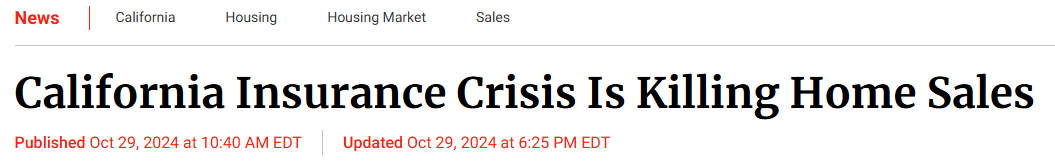 News California Housing Housing Market Sales
California Insurance Crisis Is Killing Home Sales
Published Oct 29, 2024 at 10:40 AM EDT Updated Oct 29, 2024 at 6:25 PM EDT